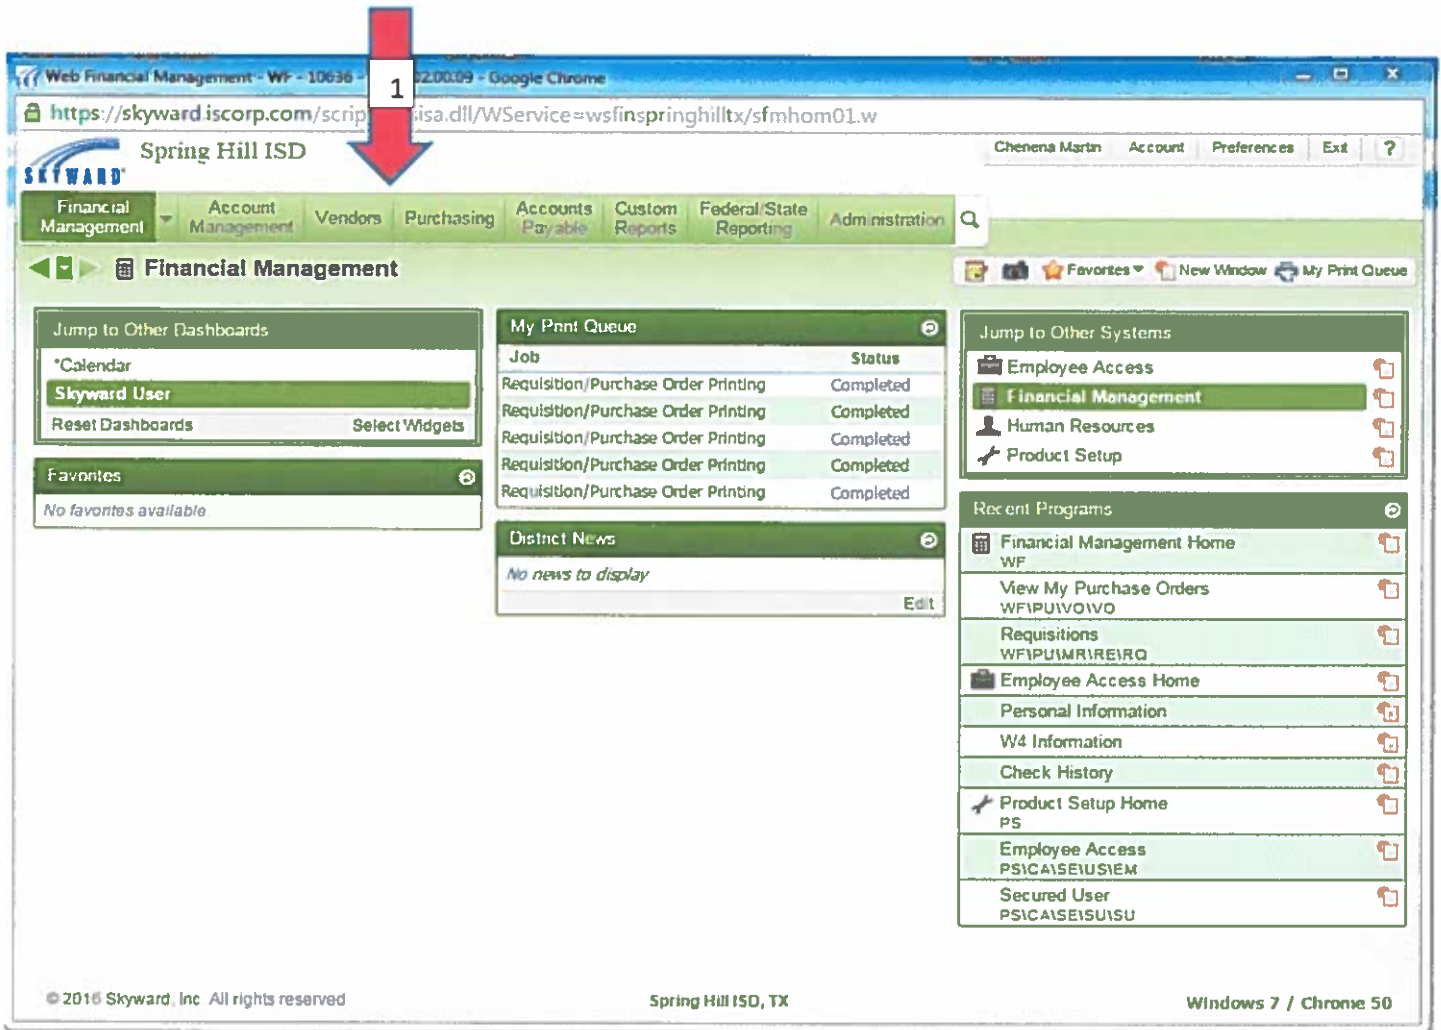 1
Web Financial Management - WF - 10636 - 02.00.09 - Google Chrome
https://skyward.iscorp.com/scrip isa.dll/WService=wsfinspringhilltx/sfmhom01.w
SKYWARD
Spring Hill ISD
Chenena Martin Account Preferences Exit ?
Financial Management
Account Management
Vendors
Purchasing
Accounts Payable
Custom Reports
Federal/State Reporting
Administration
Financial Management
Favorites New Window My Print Queue
Jump to Other Dashboards
*Calendar
Skyward User
Reset Dashboards Select Widgets
Favorites
No favorites available
My Print Queue
Job Status
Requisition/Purchase Order Printing Completed
Requisition/Purchase Order Printing Completed
Requisition/Purchase Order Printing Completed
Requisition/Purchase Order Printing Completed
Requisition/Purchase Order Printing Completed
District News
No news to display
Edit
Jump to Other Systems
Employee Access
Financial Management
Human Resources
Product Setup
Recent Programs
Financial Management Home
WF
View My Purchase Orders
WF\PU\VO\VO
Requisitions
WF\PU\MR\RE\RQ
Employee Access Home
Personal Information
W4 Information
Check History
Product Setup Home
PS
Employee Access
PS\CA\SE\US\EM
Secured User
PS\CA\SE\SU\SU
© 2016 Skyward, Inc All rights reserved
Spring Hill ISD, TX
Windows 7 / Chrome 50